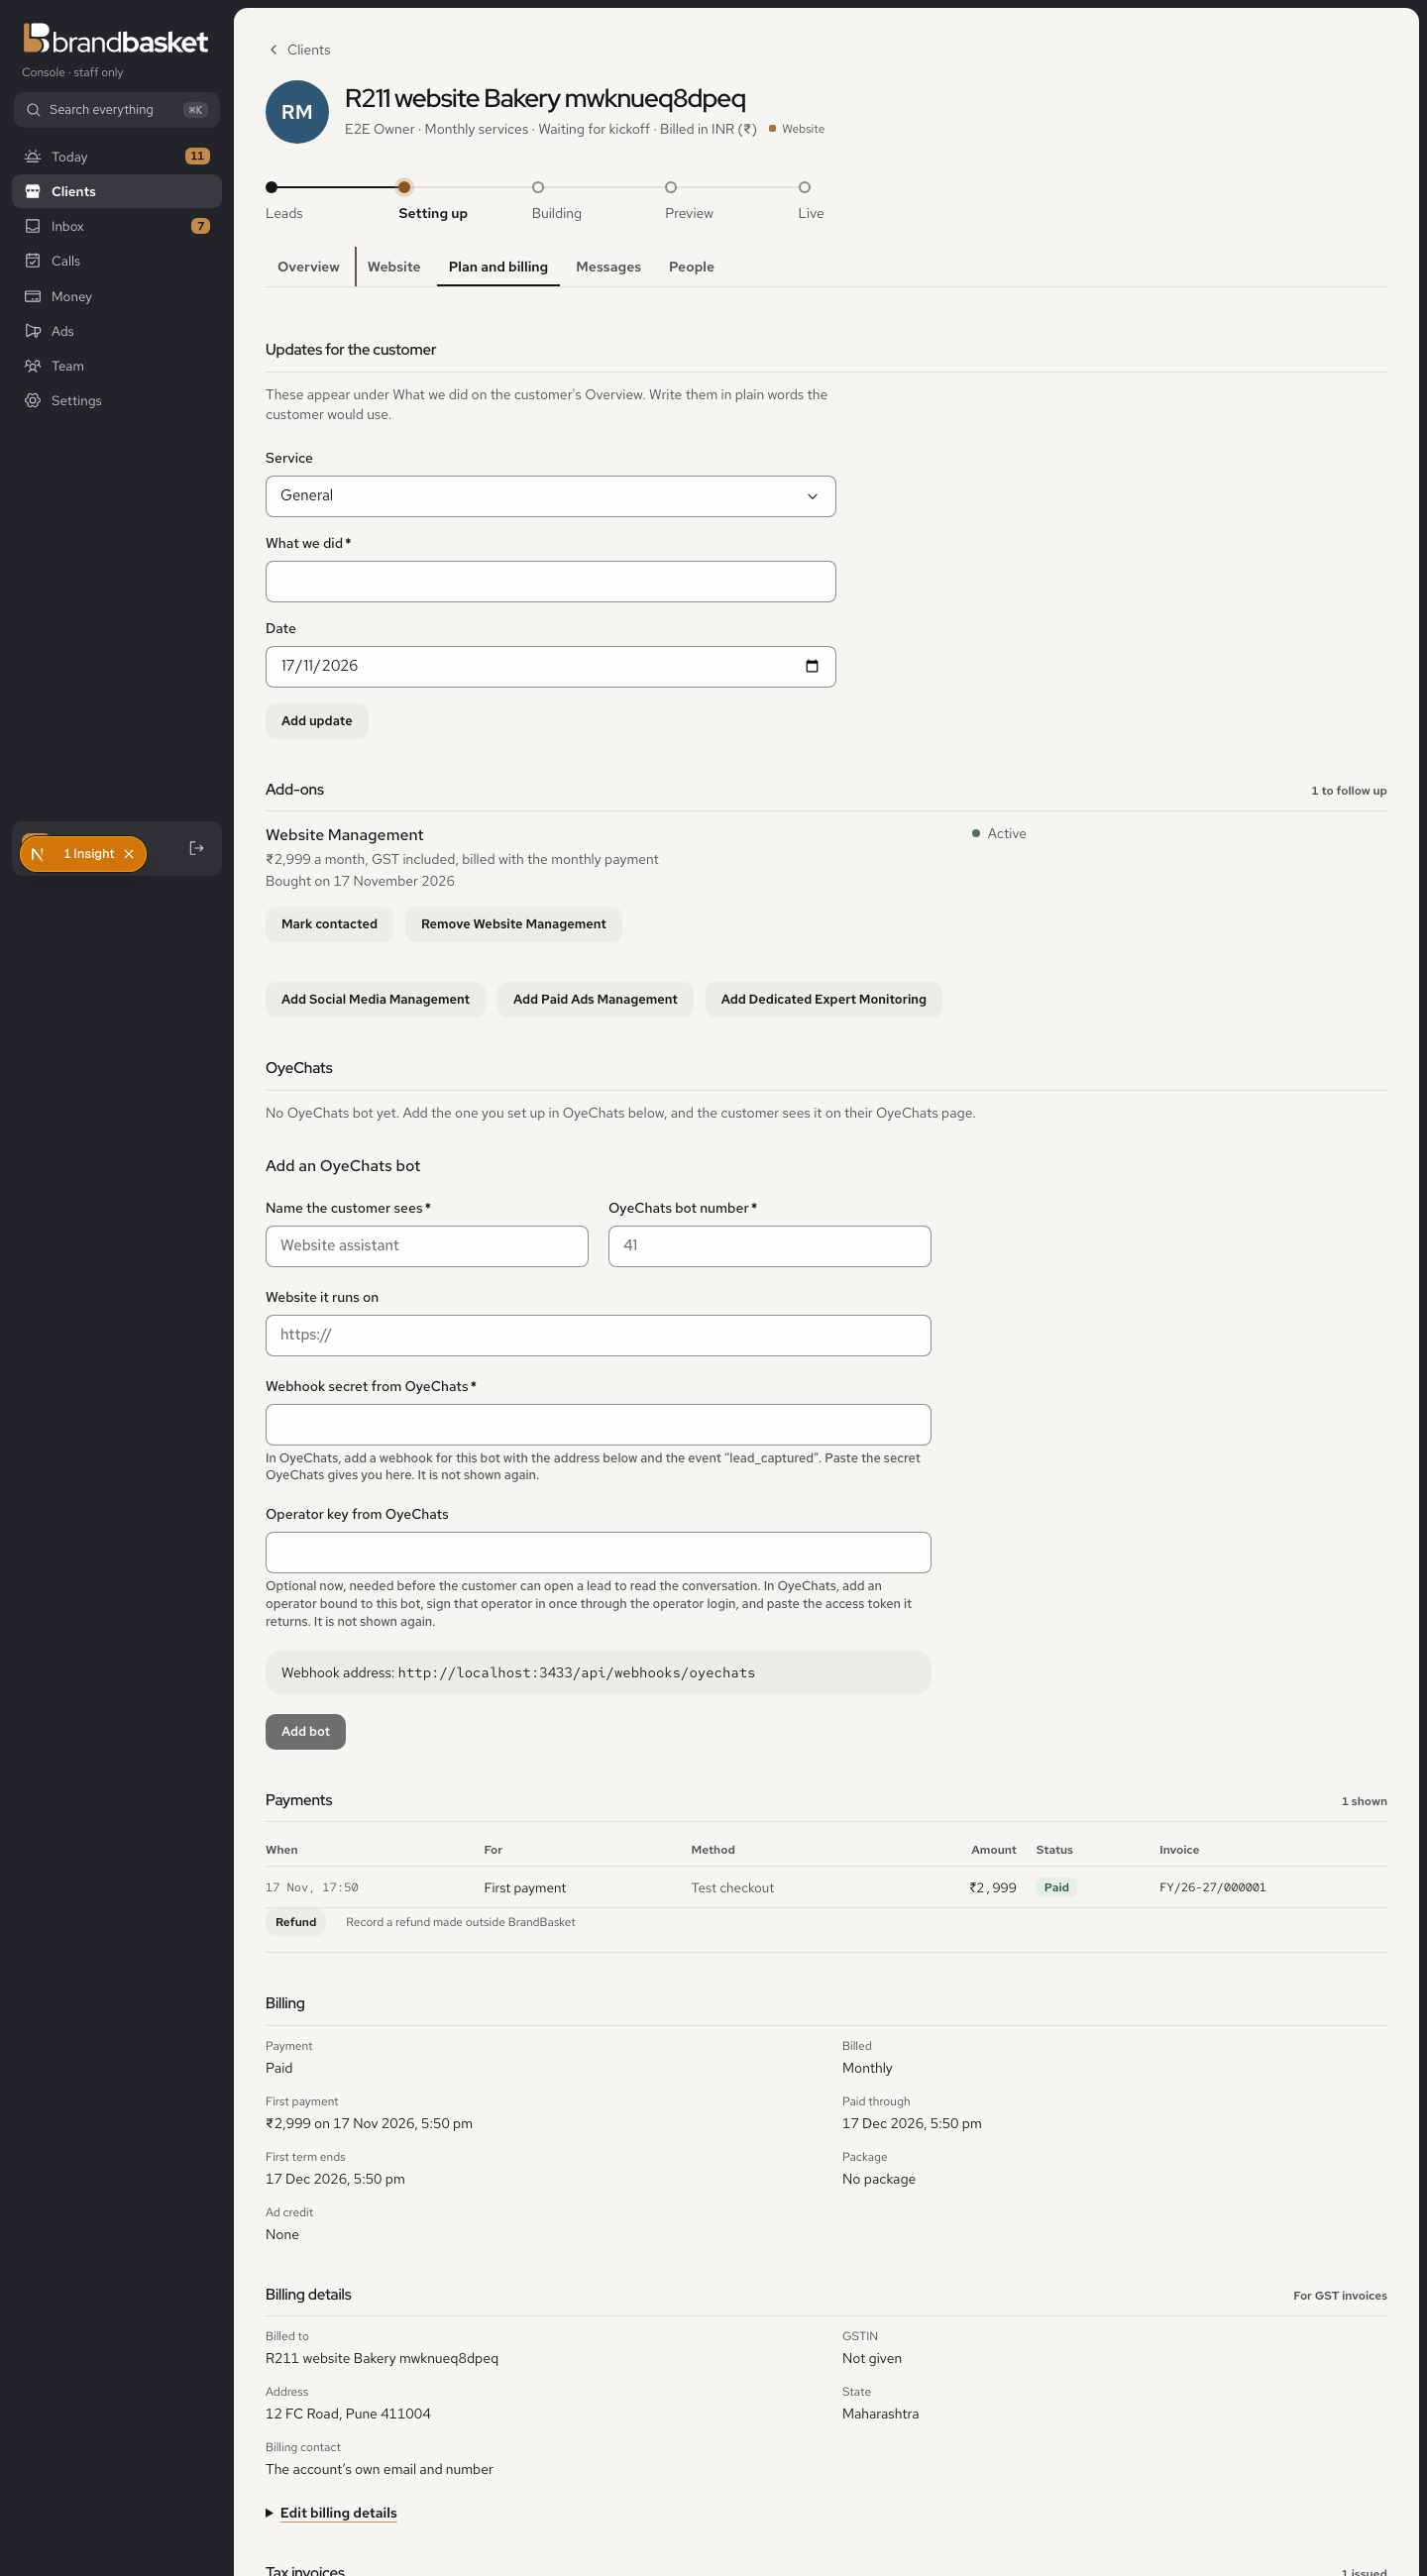 brandbasket
Console · staff only
Search everything ⌘K
Today 11
Clients
Inbox 7
Calls
Money
Ads
Team
Settings
1 Insight
Clients
RM
R211 website Bakery mwknueq8dpeq
E2E Owner · Monthly services · Waiting for kickoff · Billed in INR (₹) Website
Leads Setting up Building Preview Live
Overview Website Plan and billing Messages People
Updates for the customer
These appear under What we did on the customer's Overview. Write them in plain words the
customer would use.
Service
General
What we did*
Date
17/11/2026
Add update
Add-ons 1 to follow up
Website Management Active
₹2,999 a month, GST included, billed with the monthly payment
Bought on 17 November 2026
Mark contacted Remove Website Management
Add Social Media Management Add Paid Ads Management Add Dedicated Expert Monitoring
OyeChats
No OyeChats bot yet. Add the one you set up in OyeChats below, and the customer sees it on their OyeChats page.
Add an OyeChats bot
Name the customer sees* OyeChats bot number*
Website assistant 41
Website it runs on
https://
Webhook secret from OyeChats*
In OyeChats, add a webhook for this bot with the address below and the event “lead_captured”. Paste the secret
OyeChats gives you here. It is not shown again.
Operator key from OyeChats
Optional now, needed before the customer can open a lead to read the conversation. In OyeChats, add an
operator bound to this bot, sign that operator in once through the operator login, and paste the access token it
returns. It is not shown again.
Webhook address: http://localhost:3433/api/webhooks/oyechats
Add bot
Payments 1 shown
When For Method Amount Status Invoice
17 Nov, 17:50 First payment Test checkout ₹2,999 Paid FY/26-27/000001
Refund Record a refund made outside BrandBasket
Billing
Payment Billed
Paid Monthly
First payment Paid through
₹2,999 on 17 Nov 2026, 5:50 pm 17 Dec 2026, 5:50 pm
First term ends Package
17 Dec 2026, 5:50 pm No package
Ad credit
None
Billing details For GST invoices
Billed to GSTIN
R211 website Bakery mwknueq8dpeq Not given
Address State
12 FC Road, Pune 411004 Maharashtra
Billing contact
The account’s own email and number
Edit billing details
Tax invoices 1 issued